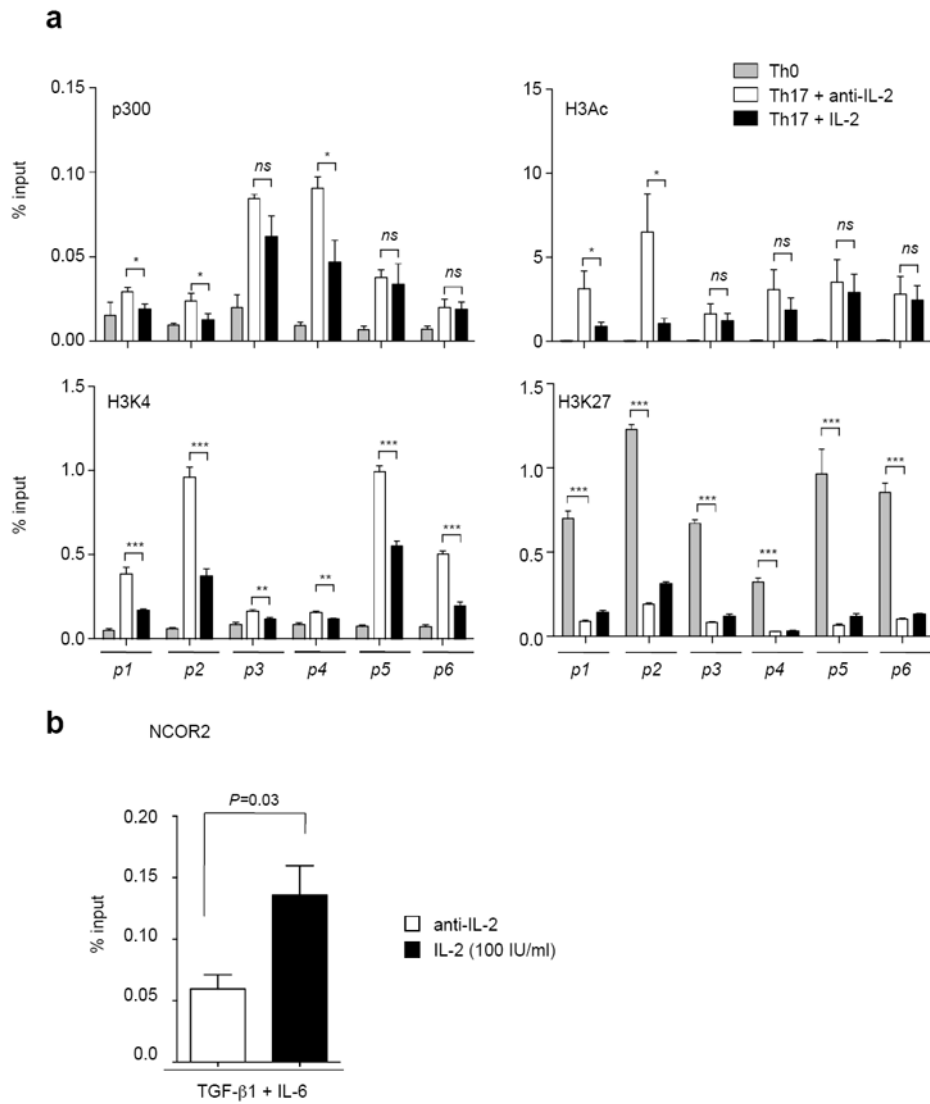 a
p300
H3Ac
Th0
Th17 + anti-IL-2
Th17 + IL-2
% input
0.15
0.10
0.05
0.00
* * ns * ns ns
15
10
5
0
* * ns ns ns ns
H3K4
H3K27
% input
1.5
1.0
0.5
0.0
*** *** ** ** *** ***
p1 p2 p3 p4 p5 p6
1.5
1.0
0.5
0.0
*** *** *** *** *** ***
p1 p2 p3 p4 p5 p6
b
NCOR2
P=0.03
% input
0.20
0.15
0.10
0.05
0.0
anti-IL-2
IL-2 (100 IU/ml)
TGF-β1 + IL-6